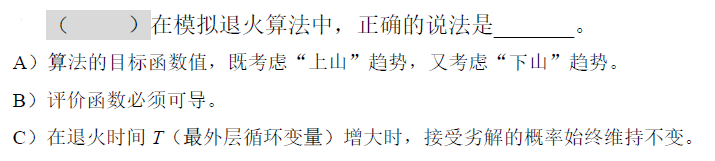 （　　　）在模拟退火算法中，正确的说法是_______。
A）算法的目标函数值，既考虑“上山”趋势，又考虑“下山”趋势。
B）评价函数必须可导。
C）在退火时间 T（最外层循环变量）增大时，接受劣解的概率始终维持不变。